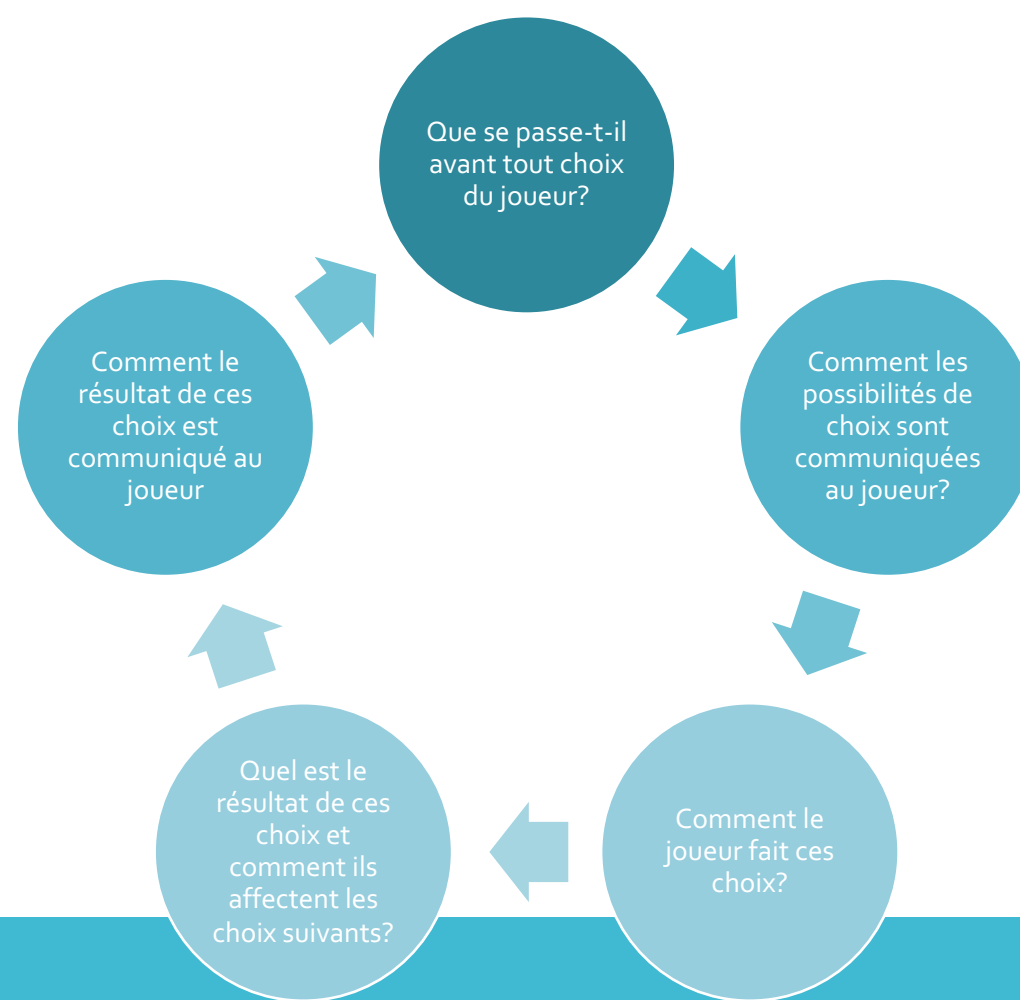 Que se passe-t-il
avant tout choix
du joueur?
Comment les
possibilités de
choix sont
communiquées
au joueur?
Comment le
joueur fait ces
choix?
Quel est le
résultat de ces
choix et
comment ils
affectent les
choix suivants?
Comment le
résultat de ces
choix est
communiqué au
joueur